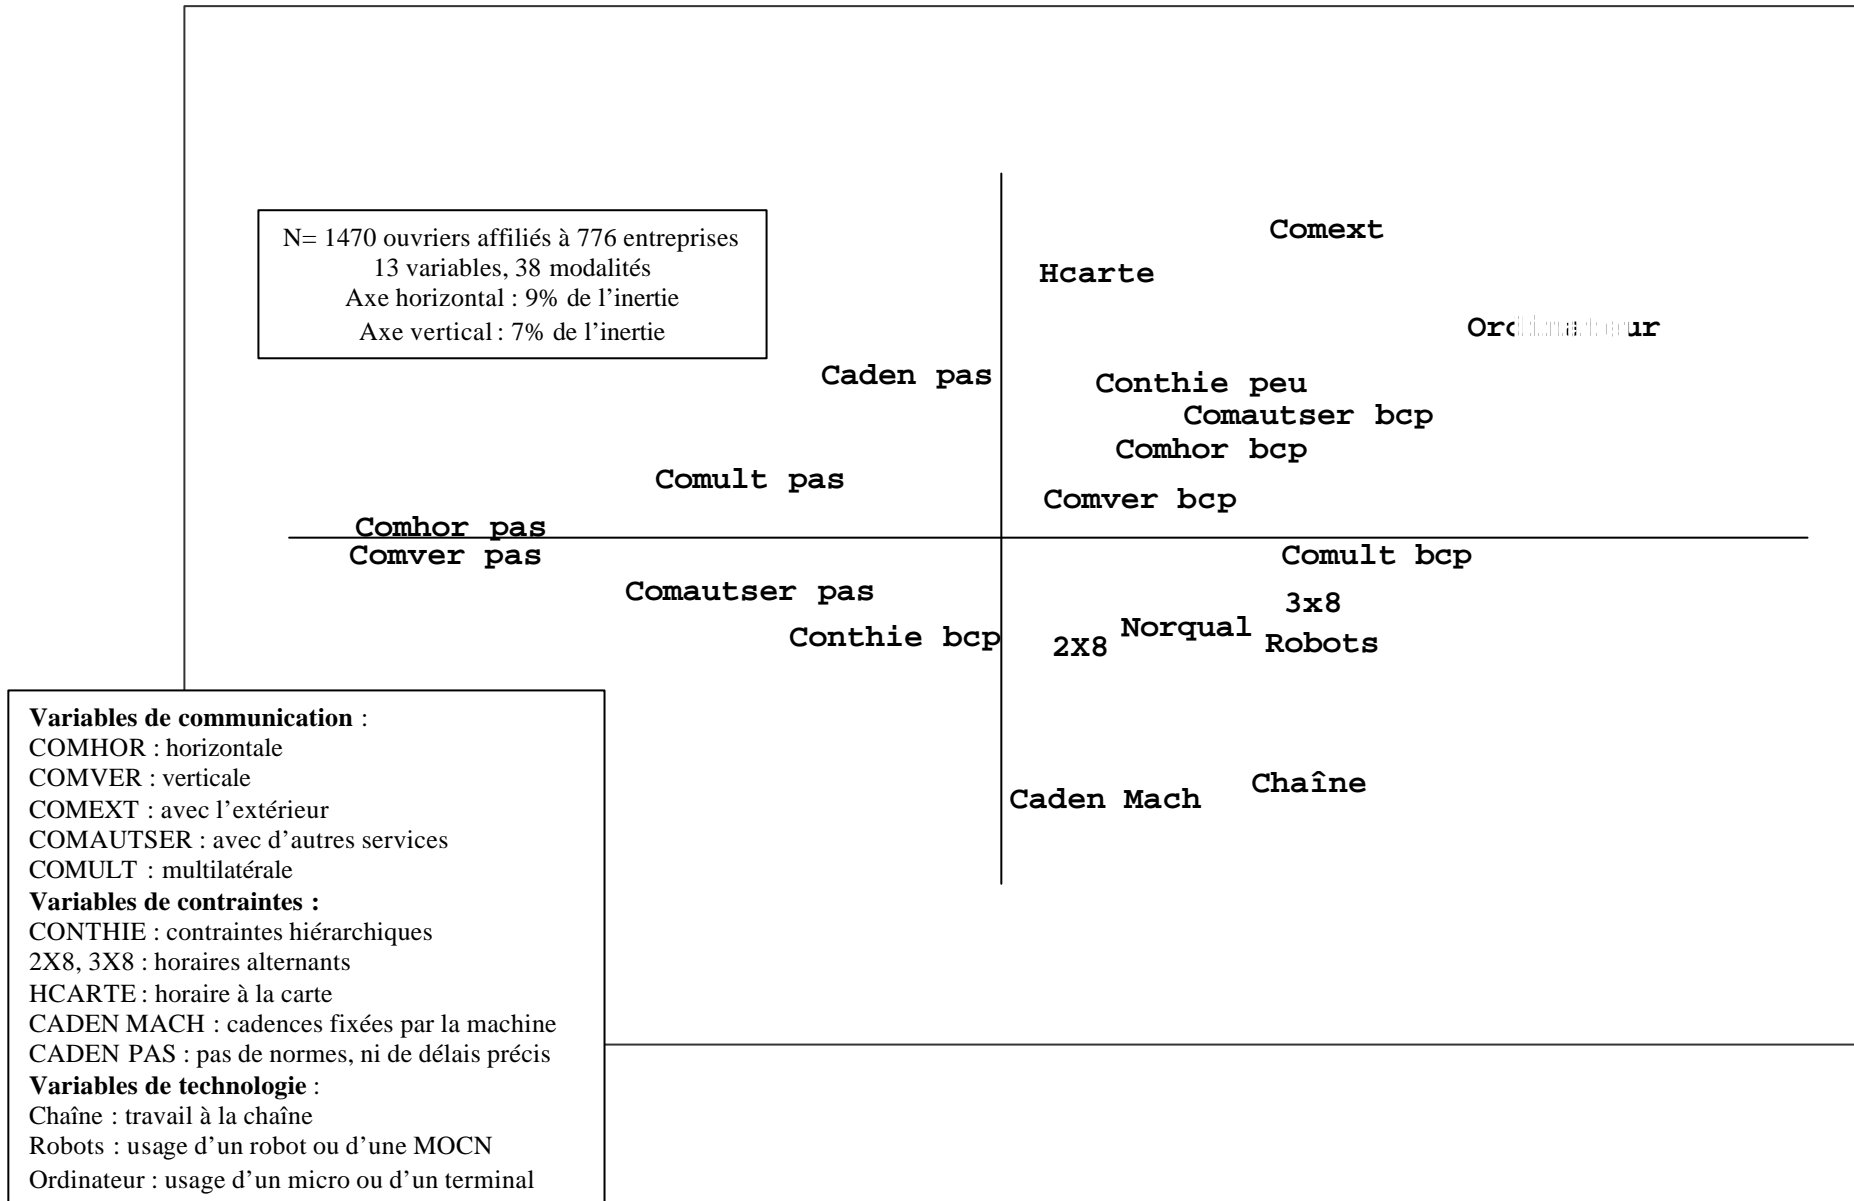 N= 1470 ouvriers affiliés à 776 entreprises
13 variables, 38 modalités
Axe horizontal : 9% de l’inertie
Axe vertical : 7% de l’inertie
Comext
Hcarte
Ordinateur
Caden pas
Conthie peu
Comautser bcp
Comhor bcp
Comult pas
Comver bcp
Comhor pas
Comver pas
Comult bcp
Comautser pas
3x8
Norqual
Conthie bcp
2X8
Robots
Chaîne
Caden Mach
Variables de communication :
COMHOR : horizontale
COMVER : verticale
COMEXT : avec l’extérieur
COMAUTSER : avec d’autres services
COMULT : multilatérale
Variables de contraintes :
CONTHIE : contraintes hiérarchiques
2X8, 3X8 : horaires alternants
HCARTE : horaire à la carte
CADEN MACH : cadences fixées par la machine
CADEN PAS : pas de normes, ni de délais précis
Variables de technologie :
Chaîne : travail à la chaîne
Robots : usage d’un robot ou d’une MOCN
Ordinateur : usage d’un micro ou d’un terminal